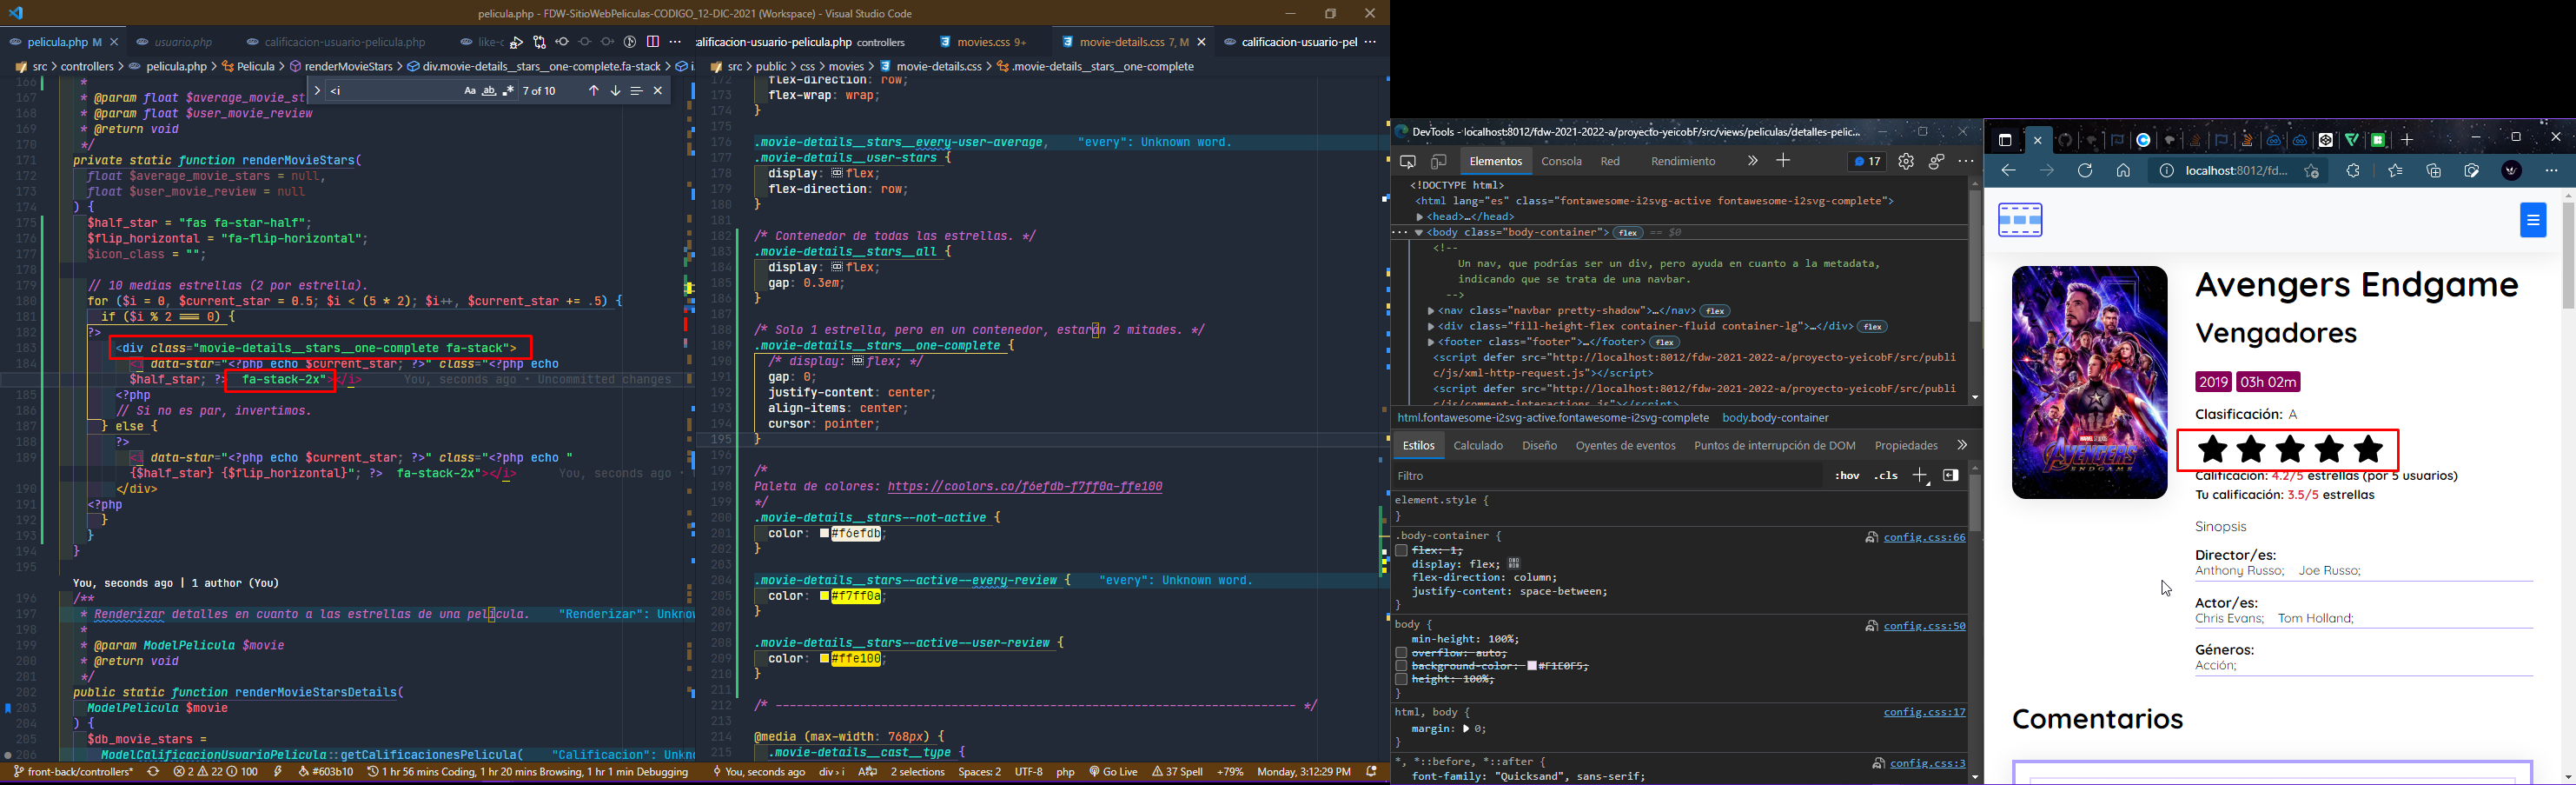 pelicula.php - FDW-SitioWebPeliculas-CODIGO_12-DIC-2021 (Workspace) - Visual Studio Code
pelicula.php M
usuario.php
calificacion-usuario-pelicula.php
like-c
src > controllers > pelicula.php > Pelicula > renderMovieStars > div.movie-details__stars__one-complete.fa-stack > i.
<i
Aa
ab
.*
7 of 10
166 *
167 * @param float $average_movie_st
168 * @param float $user_movie_review
169 * @return void
170 */
171 private static function renderMovieStars(
172 float $average_movie_stars = null,
173 float $user_movie_review = null
174 ) {
175 $half_star = "fas fa-star-half";
176 $flip_horizontal = "fa-flip-horizontal";
177 $icon_class = "";
178
179 // 10 medias estrellas (2 por estrella).
180 for ($i = 0, $current_star = 0.5; $i < (5 * 2); $i++, $current_star += .5) {
181 if ($i % 2 === 0) {
182 ?>
183 <div class="movie-details__stars__one-complete fa-stack">
184 <i data-star="<?php echo $current_star; ?>" class="<?php echo
$half_star; ?> fa-stack-2x"></i> You, seconds ago • Uncommitted changes
185 <?php
186 // Si no es par, invertimos.
187 } else {
188 ?>
189 <i data-star="<?php echo $current_star; ?>" class="<?php echo "
{$half_star} {$flip_horizontal}"; ?> fa-stack-2x"></i> You, seconds ago •
190 </div>
191 <?php
192 }
193 }
194 }
195
You, seconds ago | 1 author (You)
196 /**
197 * Renderizar detalles en cuanto a las estrellas de una película. "Renderizar": Unknow
198 *
199 * @param ModelPelicula $movie
200 * @return void
201 */
202 public static function renderMovieStarsDetails(
203 ModelPelicula $movie
204 ) {
205 $db_movie_stars =
206 ModelCalificacionUsuarioPelicula::getCalificacionesPelicula( "Calificacion": Unkno
alificacion-usuario-pelicula.php controllers
movies.css 9+
movie-details.css 7, M
calificacion-usuario-pel
src > public > css > movies > movie-details.css > .movie-details__stars__one-complete
172 flex-direction: row;
173 flex-wrap: wrap;
174 }
175
176 .movie-details__stars__every-user-average, "every": Unknown word.
177 .movie-details__user-stars {
178 display: flex;
179 flex-direction: row;
180 }
181
182 /* Contenedor de todas las estrellas. */
183 .movie-details__stars__all {
184 display: flex;
185 gap: 0.3em;
186 }
187
188 /* Solo 1 estrella, pero en un contenedor, estarán 2 mitades. */
189 .movie-details__stars__one-complete {
190 /* display: flex; */
191 gap: 0;
192 justify-content: center;
193 align-items: center;
194 cursor: pointer;
195 }
196
197 /*
198 Paleta de colores: https://coolors.co/f6efdb-f7ff0a-ffe100
199 */
200 .movie-details__stars--not-active {
201 color: #f6efdb;
202 }
203
204 .movie-details__stars--active--every-review { "every": Unknown word.
205 color: #f7ff0a;
206 }
207
208 .movie-details__stars--active--user-review {
209 color: #ffe100;
210 }
211
212 /* -------------------------------------------------------------------------- */
213
214 @media (max-width: 768px) {
215 .movie-details__cast__type {
front-back/controllers*
2 22 100
#603b10
1 hr 56 mins Coding, 1 hr 20 mins Browsing, 1 hr 1 min Debugging
You, seconds ago
div › i
2 selections
Spaces: 2
UTF-8
php
Go Live
37 Spell
+79%
Monday, 3:12:29 PM
DevTools - localhost:8012/fdw-2021-2022-a/proyecto-yeicobF/src/views/peliculas/detalles-pelic...
Elementos
Consola
Red
Rendimiento
17
<!DOCTYPE html>
<html lang="es" class="fontawesome-i2svg-active fontawesome-i2svg-complete">
<head>…</head>
<body class="body-container"> flex == $0
<!--
Un nav, que podrías ser un div, pero ayuda en cuanto a la metadata,
indicando que se trata de una navbar.
-->
<nav class="navbar pretty-shadow">…</nav> flex
<div class="fill-height-flex container-fluid container-lg">…</div> flex
<footer class="footer">…</footer> flex
<script defer src="http://localhost:8012/fdw-2021-2022-a/proyecto-yeicobF/src/publi
c/js/xml-http-request.js"></script>
<script defer src="http://localhost:8012/fdw-2021-2022-a/proyecto-yeicobF/src/publi
c/js/comment-interactions.js"></script>
html.fontawesome-i2svg-active.fontawesome-i2svg-complete body.body-container
Estilos
Calculado
Diseño
Oyentes de eventos
Puntos de interrupción de DOM
Propiedades
Filtro
:hov
.cls
element.style {
}
.body-container { config.css:66
flex: 1;
display: flex;
flex-direction: column;
justify-content: space-between;
}
body { config.css:50
min-height: 100%;
overflow: auto;
background-color: #F1E0F5;
height: 100%;
}
html, body { config.css:17
margin: 0;
}
*, *::before, *::after { config.css:3
font-family: "Quicksand", sans-serif;
localhost:8012/fd...
Avengers Endgame
Vengadores
2019 03h 02m
Clasificación: A
Calificación: 4.2/5 estrellas (por 5 usuarios)
Tu calificación: 3.5/5 estrellas
Sinopsis
Director/es:
Anthony Russo; Joe Russo;
Actor/es:
Chris Evans; Tom Holland;
Géneros:
Acción;
Comentarios
MARVEL STUDIOS
AVENGERS
ENDGAME